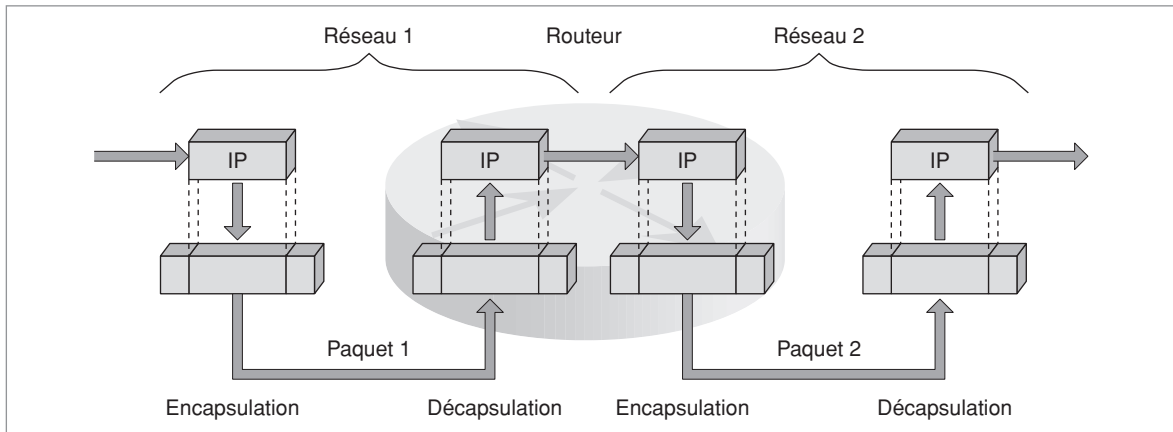 Réseau 1
Routeur
Réseau 2
IP
IP
IP
IP
Paquet 1
Paquet 2
Encapsulation
Décapsulation
Encapsulation
Décapsulation